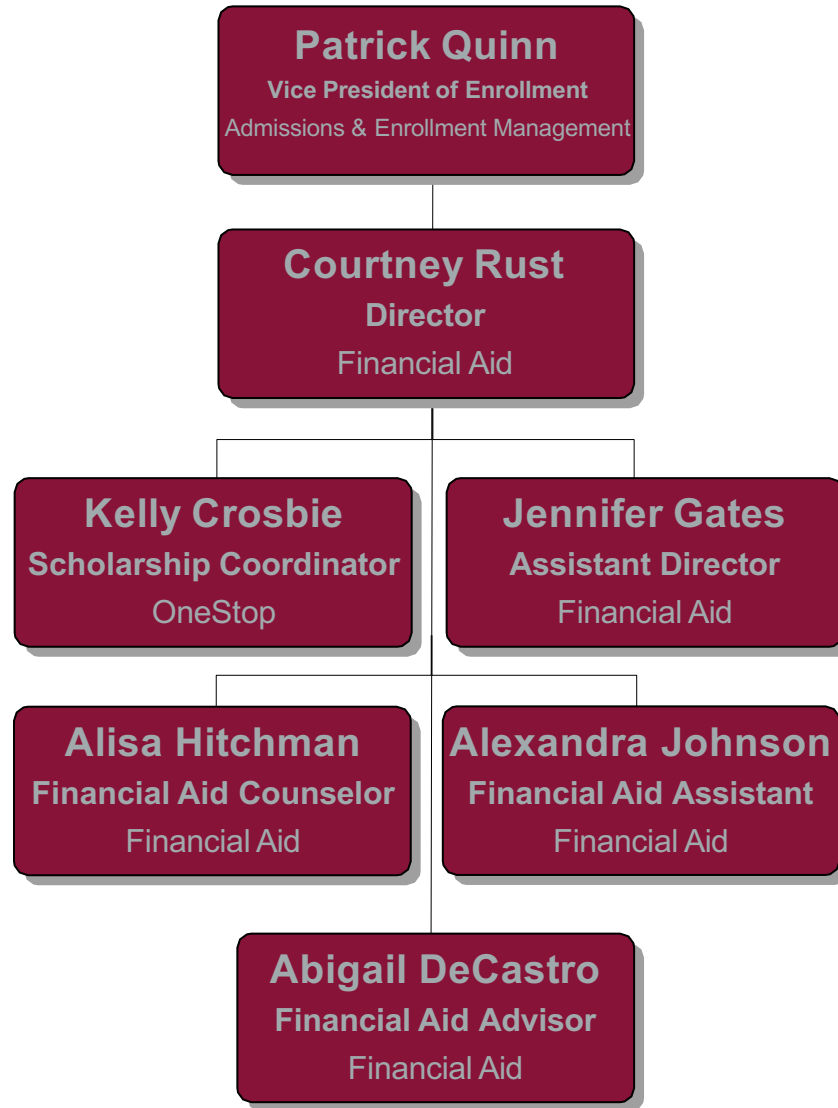 Patrick Quinn
Vice President of Enrollment
Admissions & Enrollment Management
Courtney Rust
Director
Financial Aid
Kelly Crosbie
Scholarship Coordinator
OneStop
Jennifer Gates
Assistant Director
Financial Aid
Alisa Hitchman
Financial Aid Counselor
Financial Aid
Alexandra Johnson
Financial Aid Assistant
Financial Aid
Abigail DeCastro
Financial Aid Advisor
Financial Aid